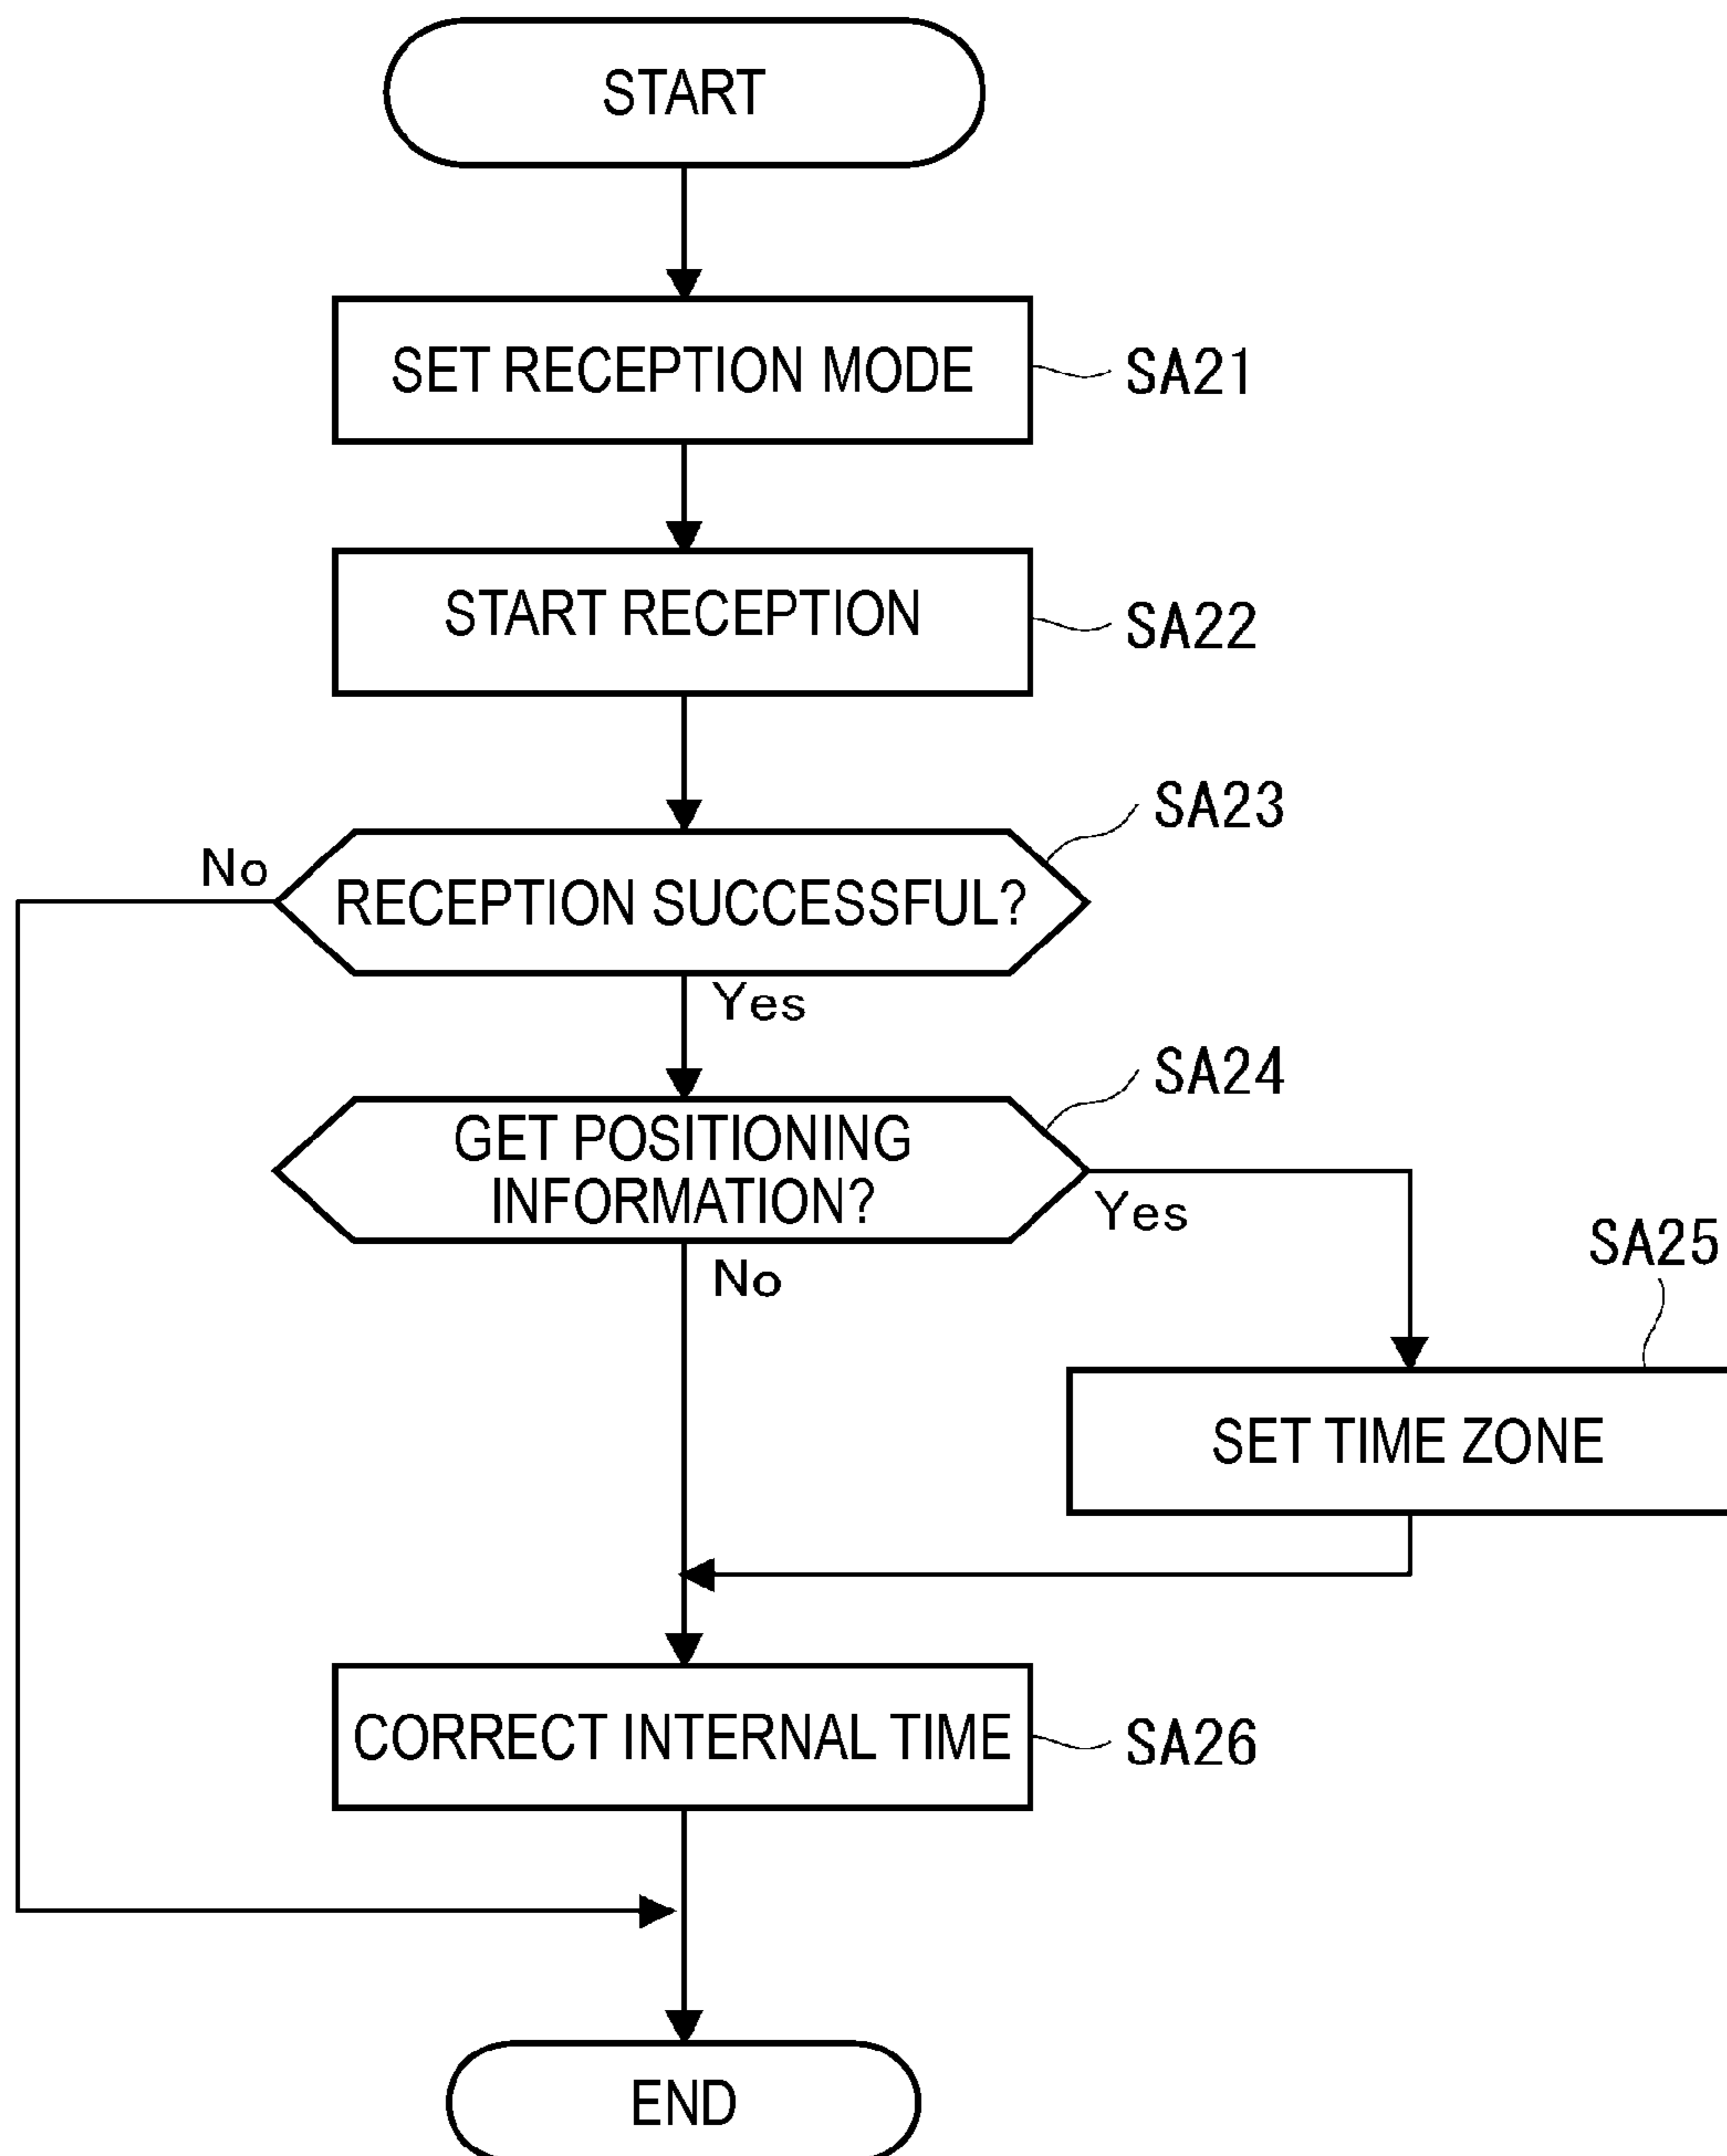 START
SET RECEPTION MODE
SA21
START RECEPTION
SA22
SA23
No
RECEPTION SUCCESSFUL?
Yes
SA24
GET POSITIONING
INFORMATION?
Yes
No
SA25
SET TIME ZONE
CORRECT INTERNAL TIME
SA26
END